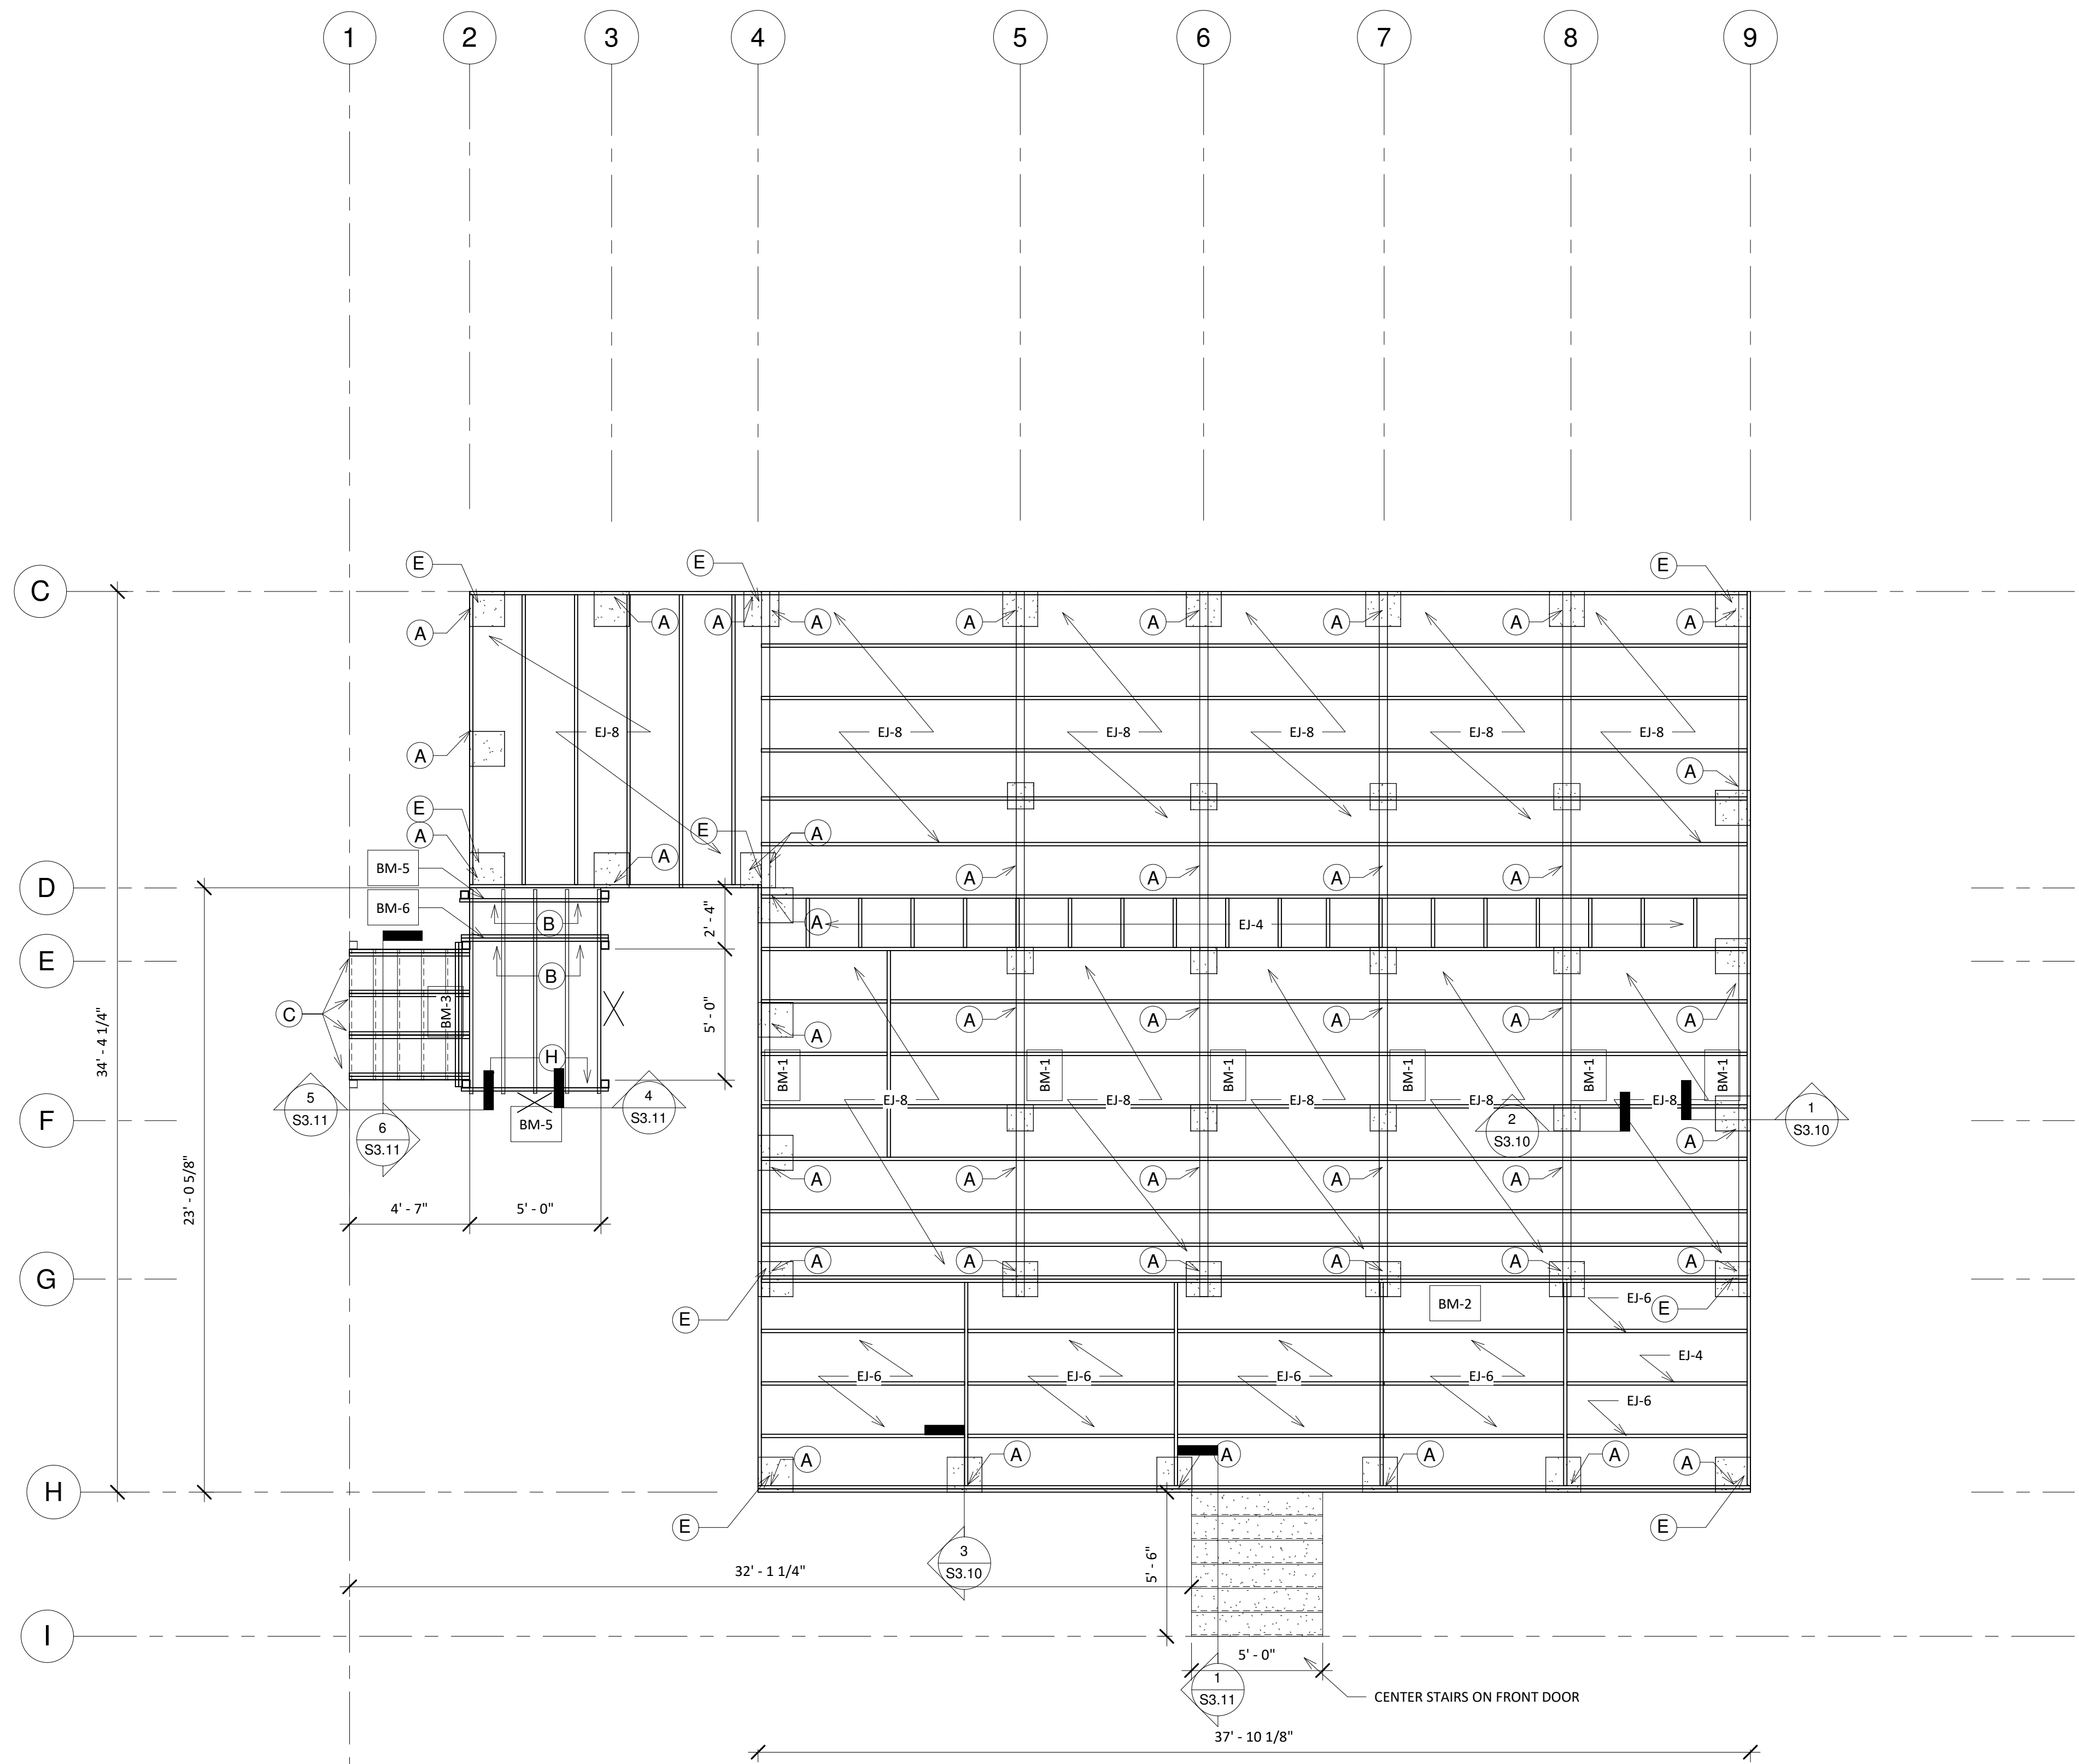 1 2 3 4 5 6 7 8 9
E E E
C
A A A A A A A A A
EJ-8 EJ-8 EJ-8 EJ-8 EJ-8 EJ-8
A A
E
A E A
BM-5 A A A A A
D
BM-6 B A EJ-4
2' - 4"
E
B
C BM-3 5' - 0" A A A A A A
34' - 4 1/4"
H
BM-1 BM-1 BM-1 BM-1 BM-1 BM-1
5
S3.11
4
S3.11
EJ-8 EJ-8 EJ-8 EJ-8 EJ-8
F
BM-5
6
S3.11
2
S3.10
1
S3.10
A
23' - 0 5/8"
A A A A A
4' - 7" 5' - 0"
A A A A A A
G
BM-2 EJ-6 E
E
EJ-4
EJ-6 EJ-6 EJ-6 EJ-6
EJ-6
A A A A A A
H
E E
3
S3.10
32' - 1 1/4"
5' - 6"
I
5' - 0"
1
S3.11
CENTER STAIRS ON FRONT DOOR
37' - 10 1/8"